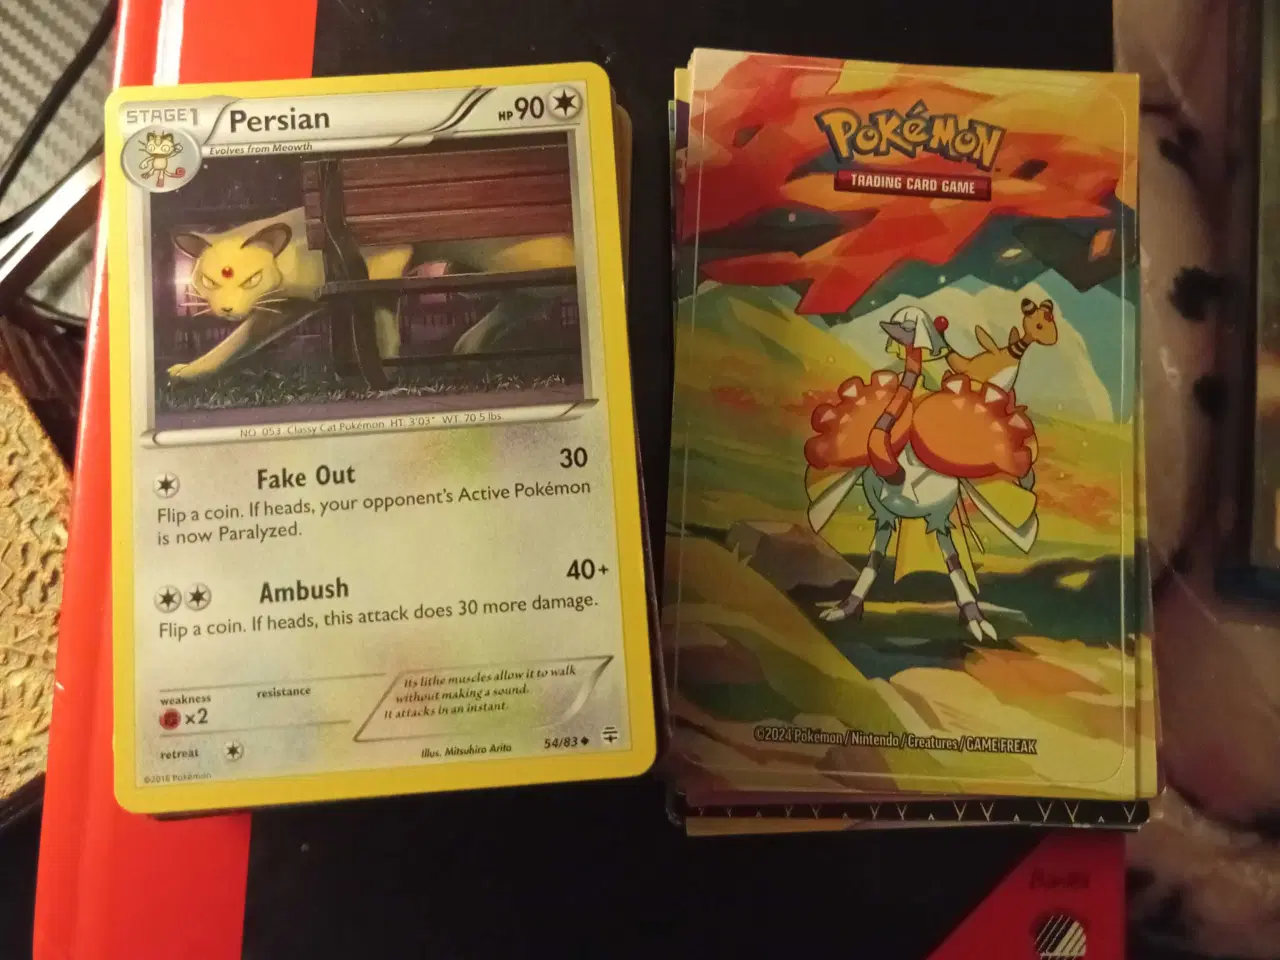 STAGE1
Persian
HP90
Evolves from Meowth
NO. 053 Classy Cat Pokémon HT. 3'03" WT. 70.5 lbs
Fake Out 30
Flip a coin. If heads, your opponent's Active Pokémon
is now Paralyzed.
Ambush 40+
Flip a coin. If heads, this attack does 30 more damage.
weakness
resistance
×2
Its lithe muscles allow it to walk
without making a sound.
It attacks in an instant.
retreat
Illus. Mitsuhiro Arita
54/83
©2016 Pokémon
POKéMON
TRADING CARD GAME
©2024 Pokémon / Nintendo / Creatures / GAME FREAK